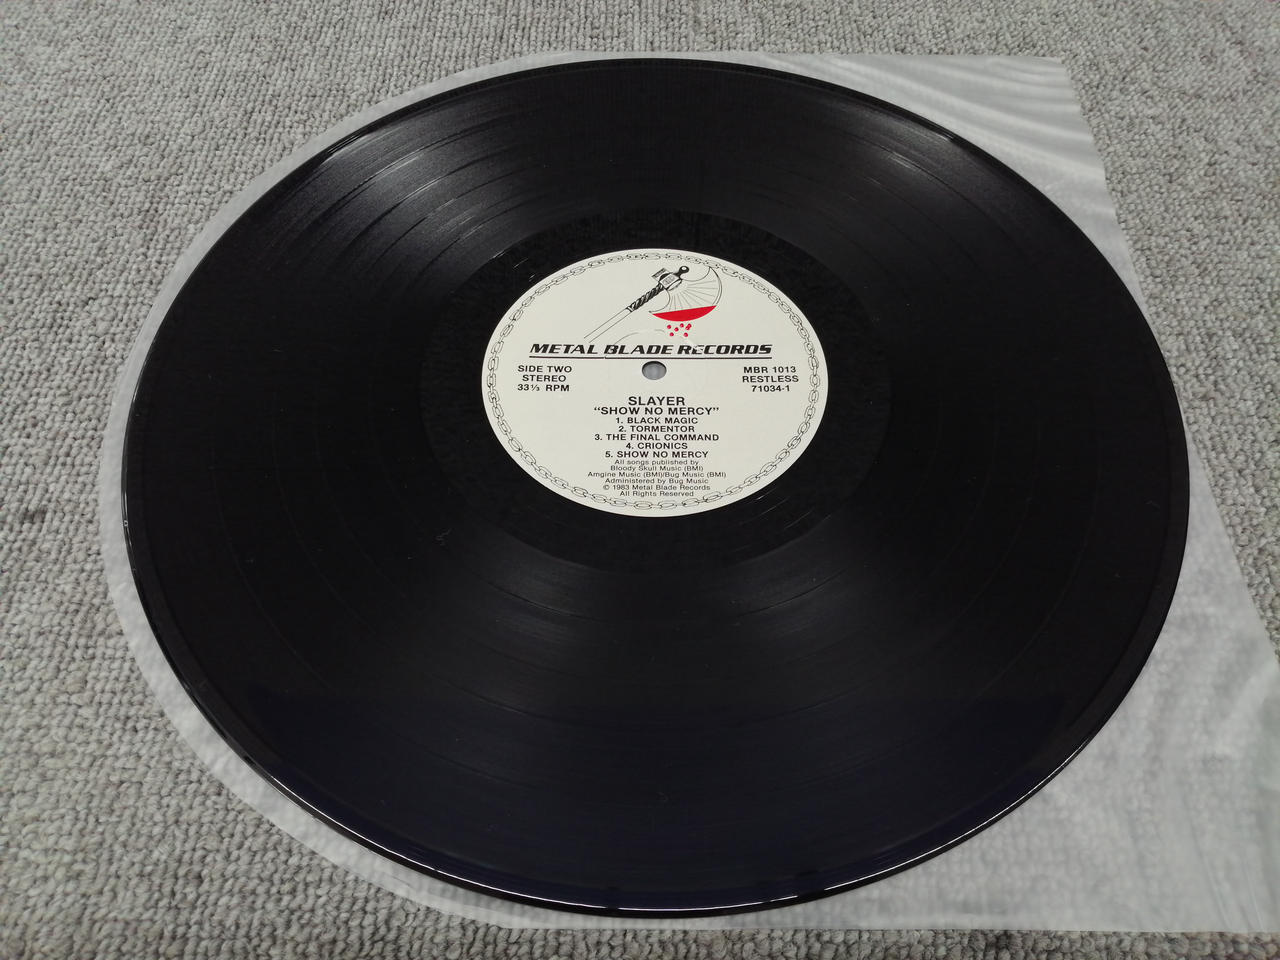 METAL BLADE RECORDS
SIDE TWO
STEREO
33⅓ RPM
MBR 1013
RESTLESS
71034-1
SLAYER
"SHOW NO MERCY"
1. BLACK MAGIC
2. TORMENTOR
3. THE FINAL COMMAND
4. CRIONICS
5. SHOW NO MERCY
All songs published by
Bloody Skull Music (BMI)
Amgine Music (BMI)/Bug Music (BMI)
Administered by Bug Music
© 1983 Metal Blade Records
All Rights Reserved